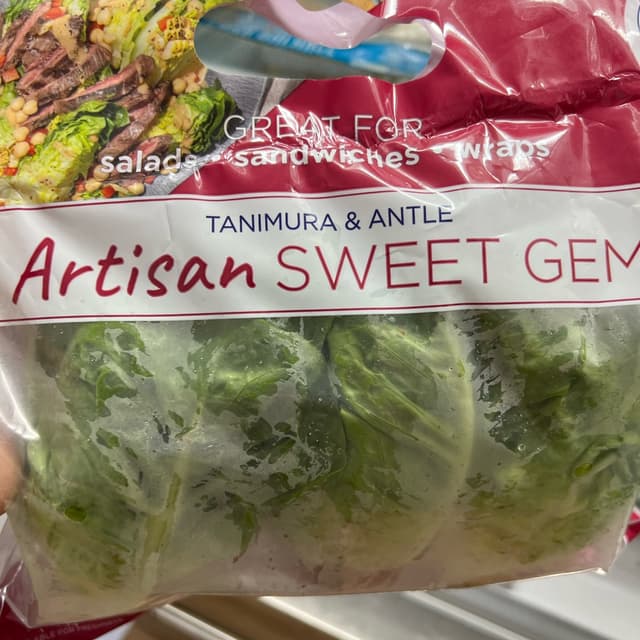 GREAT FOR
salads • sandwiches • wraps
TANIMURA & ANTLE
Artisan SWEET GEM